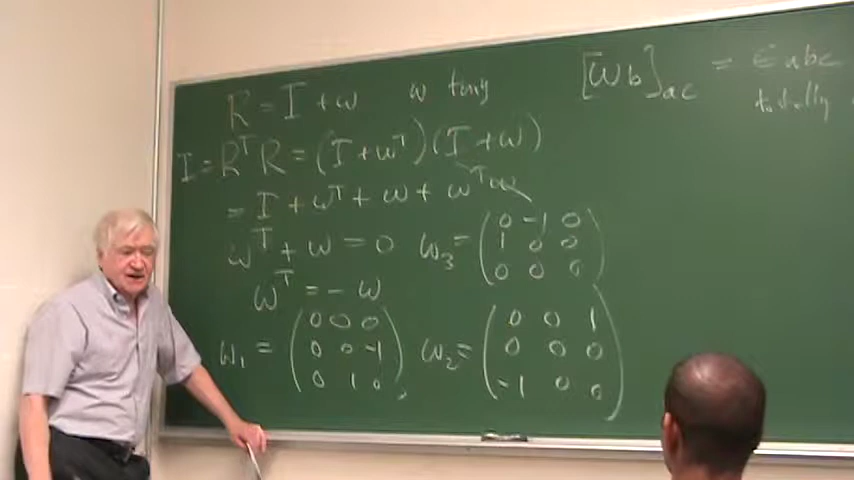 R = I + ω ω tiny
I = RᵀR = (I + ωᵀ)(I + ω)
= I + ωᵀ + ω + ωᵀω
ωᵀ + ω = 0
ωᵀ = - ω
ω₁ = (0 0 0
0 0 -1
0 1 0)
ω₃ = (0 -1 0
1 0 0
0 0 0)
ω₂ = (0 0 1
0 0 0
-1 0 0)
[ωb]ac = ε abc
totally